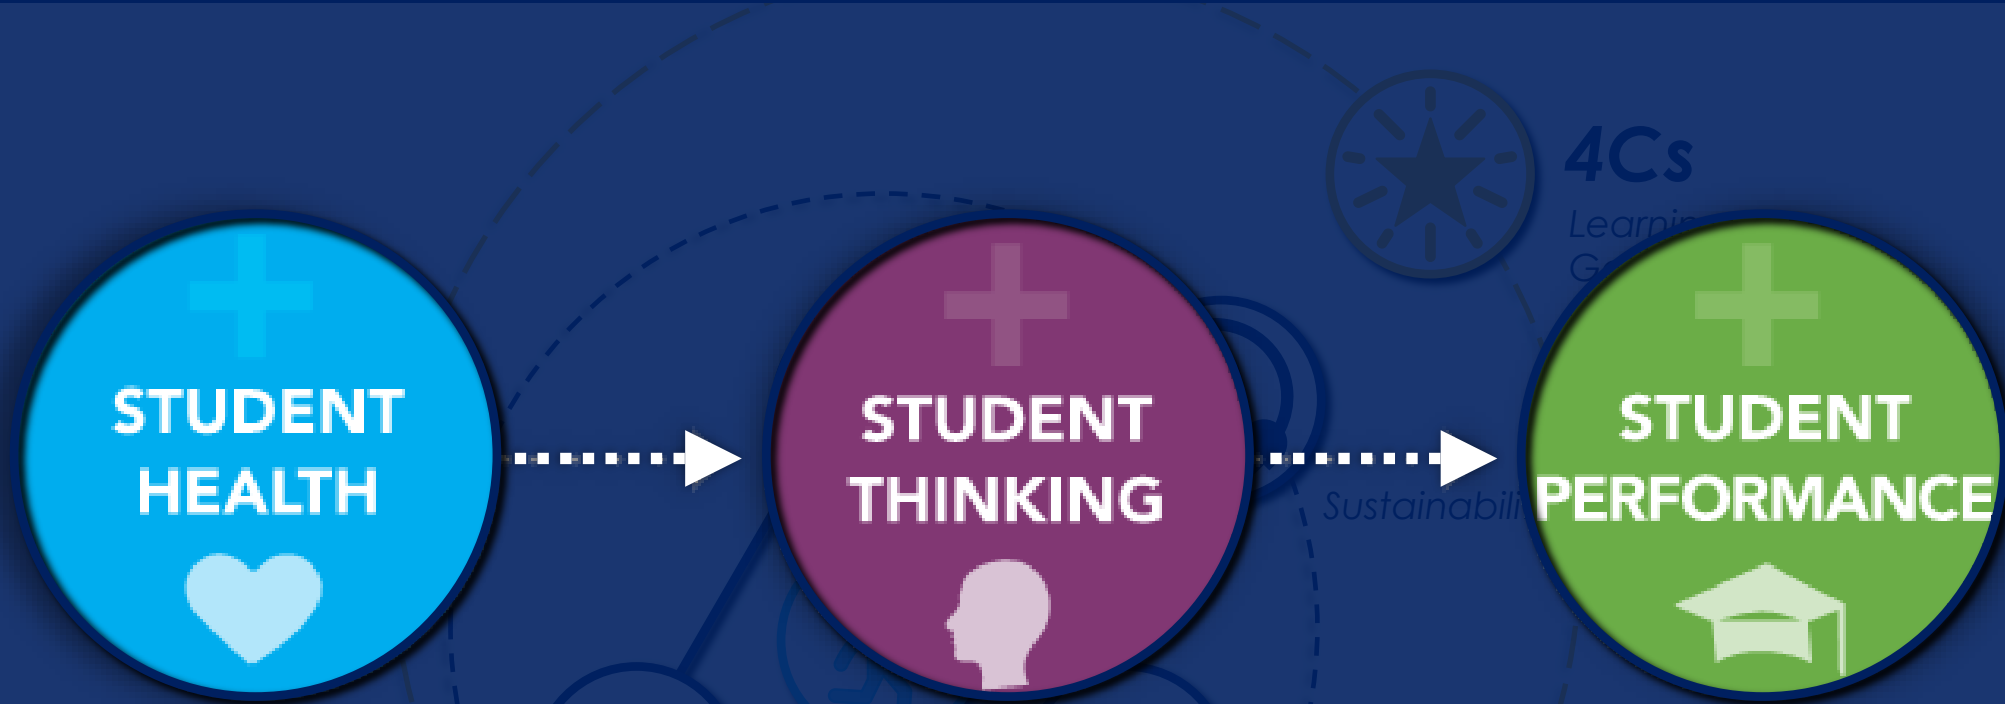 4Cs
STUDENT
HEALTH
STUDENT
THINKING
STUDENT
PERFORMANCE